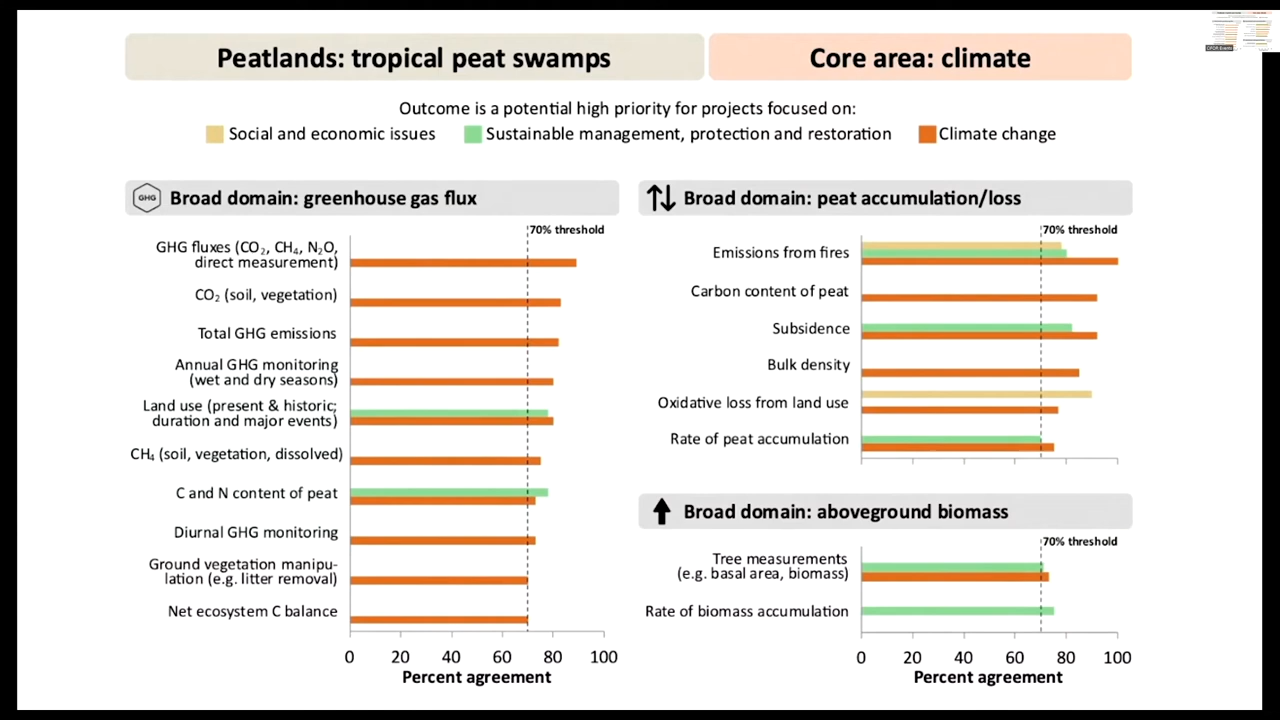 Peatlands: tropical peat swamps
Core area: climate
Outcome is a potential high priority for projects focused on:
Social and economic issues
Sustainable management, protection and restoration
Climate change
GHG
Broad domain: greenhouse gas flux
70% threshold
GHG fluxes (CO₂, CH₄, N₂O,
direct measurement)
CO₂ (soil, vegetation)
Total GHG emissions
Annual GHG monitoring
(wet and dry seasons)
Land use (present & historic;
duration and major events)
CH₄ (soil, vegetation, dissolved)
C and N content of peat
Diurnal GHG monitoring
Ground vegetation manipu-
lation (e.g. litter removal)
Net ecosystem C balance
0 20 40 60 80 100
Percent agreement
Broad domain: peat accumulation/loss
70% threshold
Emissions from fires
Carbon content of peat
Subsidence
Bulk density
Oxidative loss from land use
Rate of peat accumulation
Broad domain: aboveground biomass
70% threshold
Tree measurements
(e.g. basal area, biomass)
Rate of biomass accumulation
0 20 40 60 80 100
Percent agreement